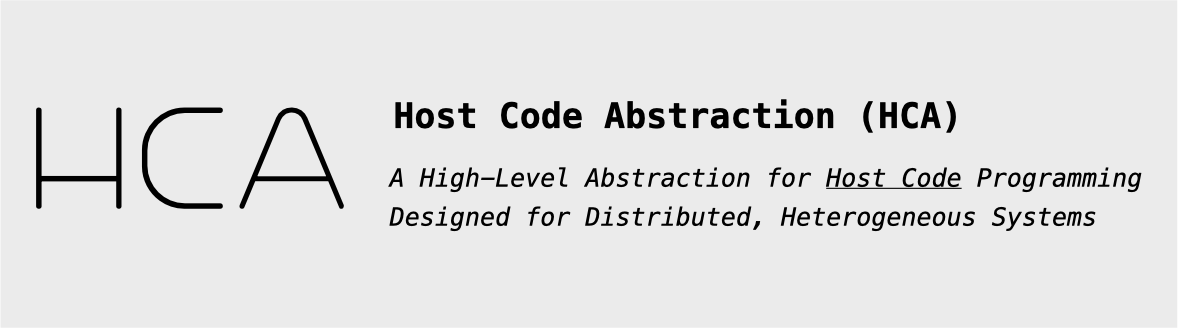 HCA
Host Code Abstraction (HCA)
A High–Level Abstraction for Host Code Programming
Designed for Distributed, Heterogeneous Systems